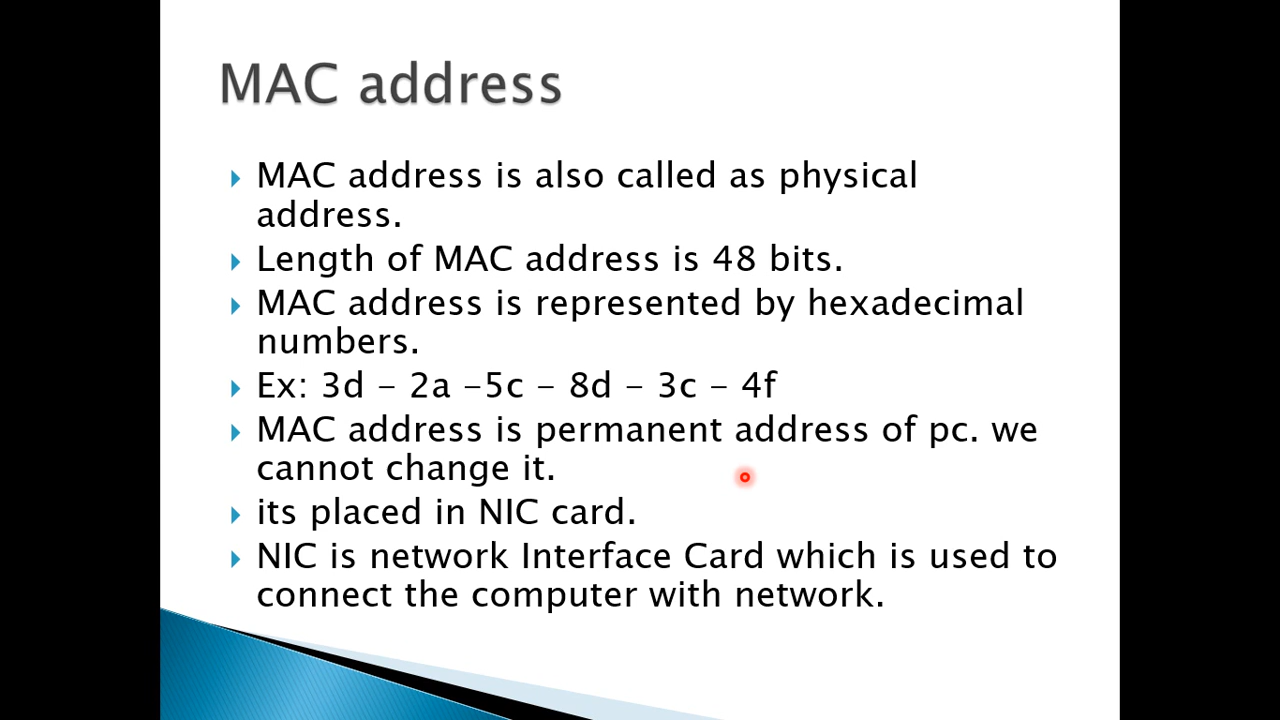 MAC address
MAC address is also called as physical
address.
Length of MAC address is 48 bits.
MAC address is represented by hexadecimal
numbers.
Ex: 3d – 2a –5c – 8d – 3c – 4f
MAC address is permanent address of pc. we
cannot change it.
its placed in NIC card.
NIC is network Interface Card which is used to
connect the computer with network.